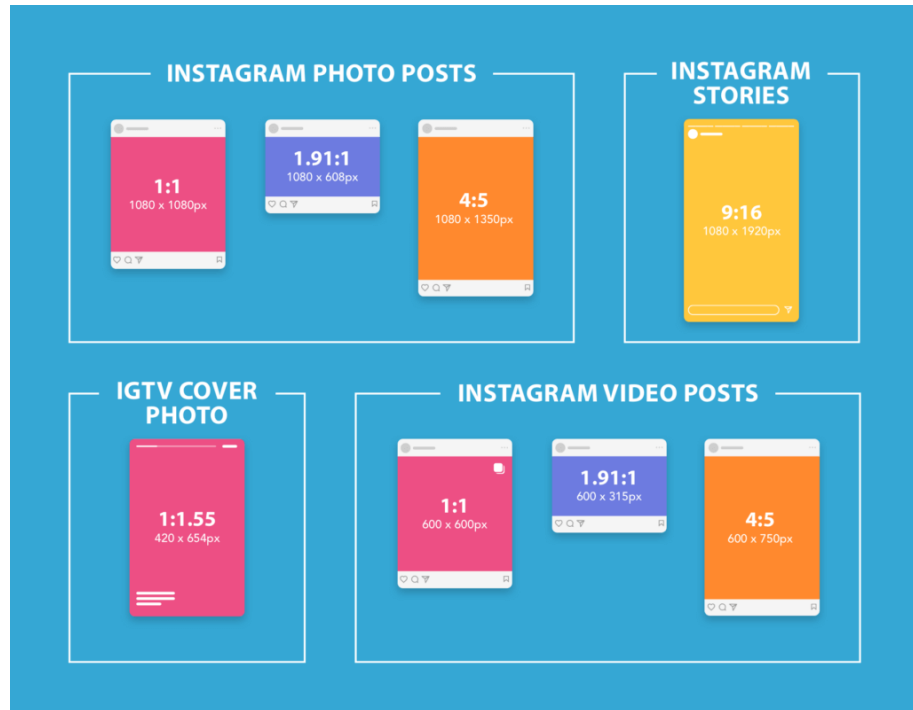 INSTAGRAM PHOTO POSTS
1:1
1080 x 1080px
1.91:1
1080 x 608px
4:5
1080 x 1350px
INSTAGRAM
STORIES
9:16
1080 x 1920px
IGTV COVER
PHOTO
1:1.55
420 x 654px
INSTAGRAM VIDEO POSTS
1:1
600 x 600px
1.91:1
600 x 315px
4:5
600 x 750px